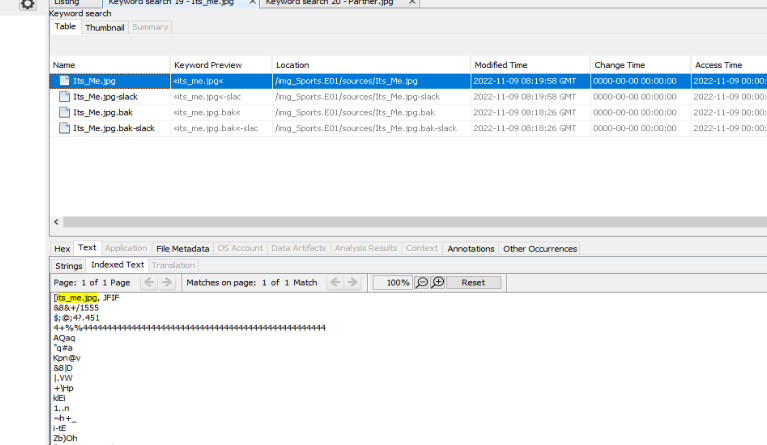 Listing Keyword search 19 - Its_me.jpg × Keyword search 20 - Partner.jpg ×
Keyword search
Table Thumbnail Summary
Name Keyword Preview Location Modified Time Change Time Access Time
Its_Me.jpg «its_me.jpg« /img_Sports.E01/sources/Its_Me.jpg 2022-11-09 08:19:58 GMT 0000-00-00 00:00:00 2022-11-09 00:00:
Its_Me.jpg-slack «its_me.jpg«-slac /img_Sports.E01/sources/Its_Me.jpg-slack 2022-11-09 08:19:58 GMT 0000-00-00 00:00:00 2022-11-09 00:00:
Its_Me.jpg.bak «its_me.jpg.bak« /img_Sports.E01/sources/Its_Me.jpg.bak 2022-11-09 08:18:26 GMT 0000-00-00 00:00:00 2022-11-09 00:00:
Its_Me.jpg.bak-slack «its_me.jpg.bak«-slac /img_Sports.E01/sources/Its_Me.jpg.bak-slack 2022-11-09 08:18:26 GMT 0000-00-00 00:00:00 2022-11-09 00:00:
Hex Text Application File Metadata OS Account Data Artifacts Analysis Results Context Annotations Other Occurrences
Strings Indexed Text Translation
Page: 1 of 1 Page Matches on page: 1 of 1 Match 100% Reset
[its_me.jpg, JFIF
&8&+/1555
$;@;4?.451
AQaq
"q#a
Kpn@v
&8|D
|.VW
+\Hp
klEi
1..n
~h+_
i-tE
Zb)Oh